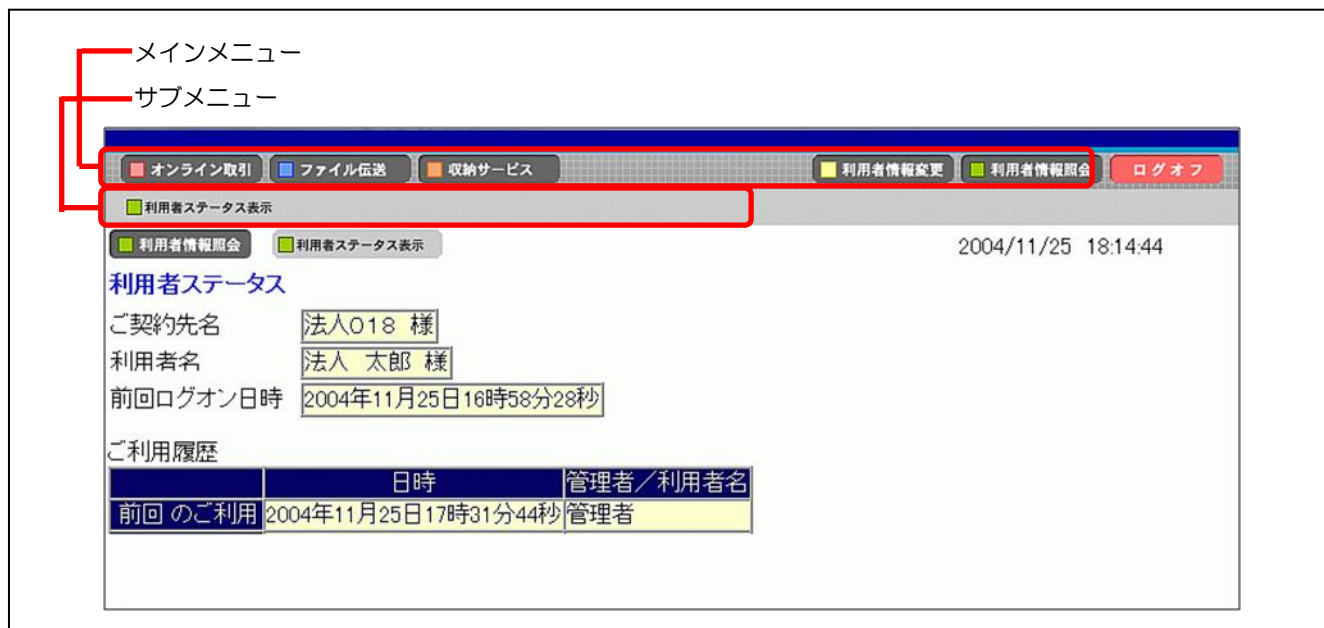 メインメニュー
サブメニュー
オンライン取引 ファイル伝送 収納サービス 利用者情報変更 利用者情報照会 ログオフ
利用者ステータス表示
利用者情報照会 利用者ステータス表示 2004/11/25 18:14:44
利用者ステータス
ご契約先名 法人018 様
利用者名 法人 太郎 様
前回ログオン日時 2004年11月25日16時58分28秒
ご利用履歴
日時 管理者/利用者名
前回 のご利用 2004年11月25日17時31分44秒 管理者